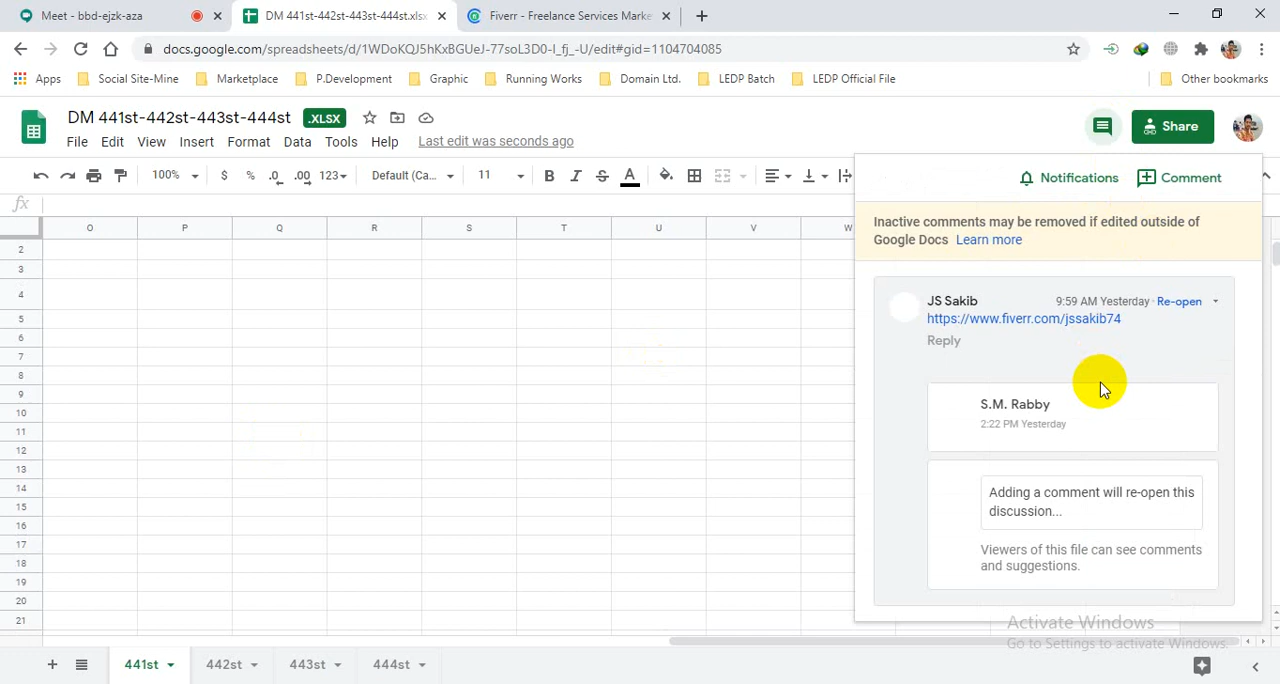 Meet - bbd-ejzk-aza
DM 441st-442st-443st-444st.xlsx
Fiverr - Freelance Services Marke
docs.google.com/spreadsheets/d/1WDoKQJ5hKxBGUeJ-77soL3D0-I_fj_-U/edit#gid=1104704085
Apps Social Site-Mine Marketplace P.Development Graphic Running Works Domain Ltd. LEDP Batch LEDP Official File Other bookmarks
DM 441st-442st-443st-444st .XLSX
Share
File Edit View Insert Format Data Tools Help Last edit was seconds ago
100% $ % .0 .00 123 Default (Ca... 11 B I S A
Notifications Comment
fx
Inactive comments may be removed if edited outside of
Google Docs Learn more
O P Q R S T U V W
2
3
4
5
6
7
8
9
10
11
12
13
14
15
16
17
18
19
20
21
JS Sakib 9:59 AM Yesterday · Re-open
https://www.fiverr.com/jssakib74
Reply
S.M. Rabby
2:22 PM Yesterday
Adding a comment will re-open this
discussion...
Viewers of this file can see comments
and suggestions.
Activate Windows
Go to Settings to activate Windows.
441st 442st 443st 444st